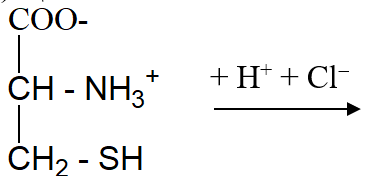 COO-
CH - NH₃⁺
+ H⁺ + Cl⁻
CH₂ - SH